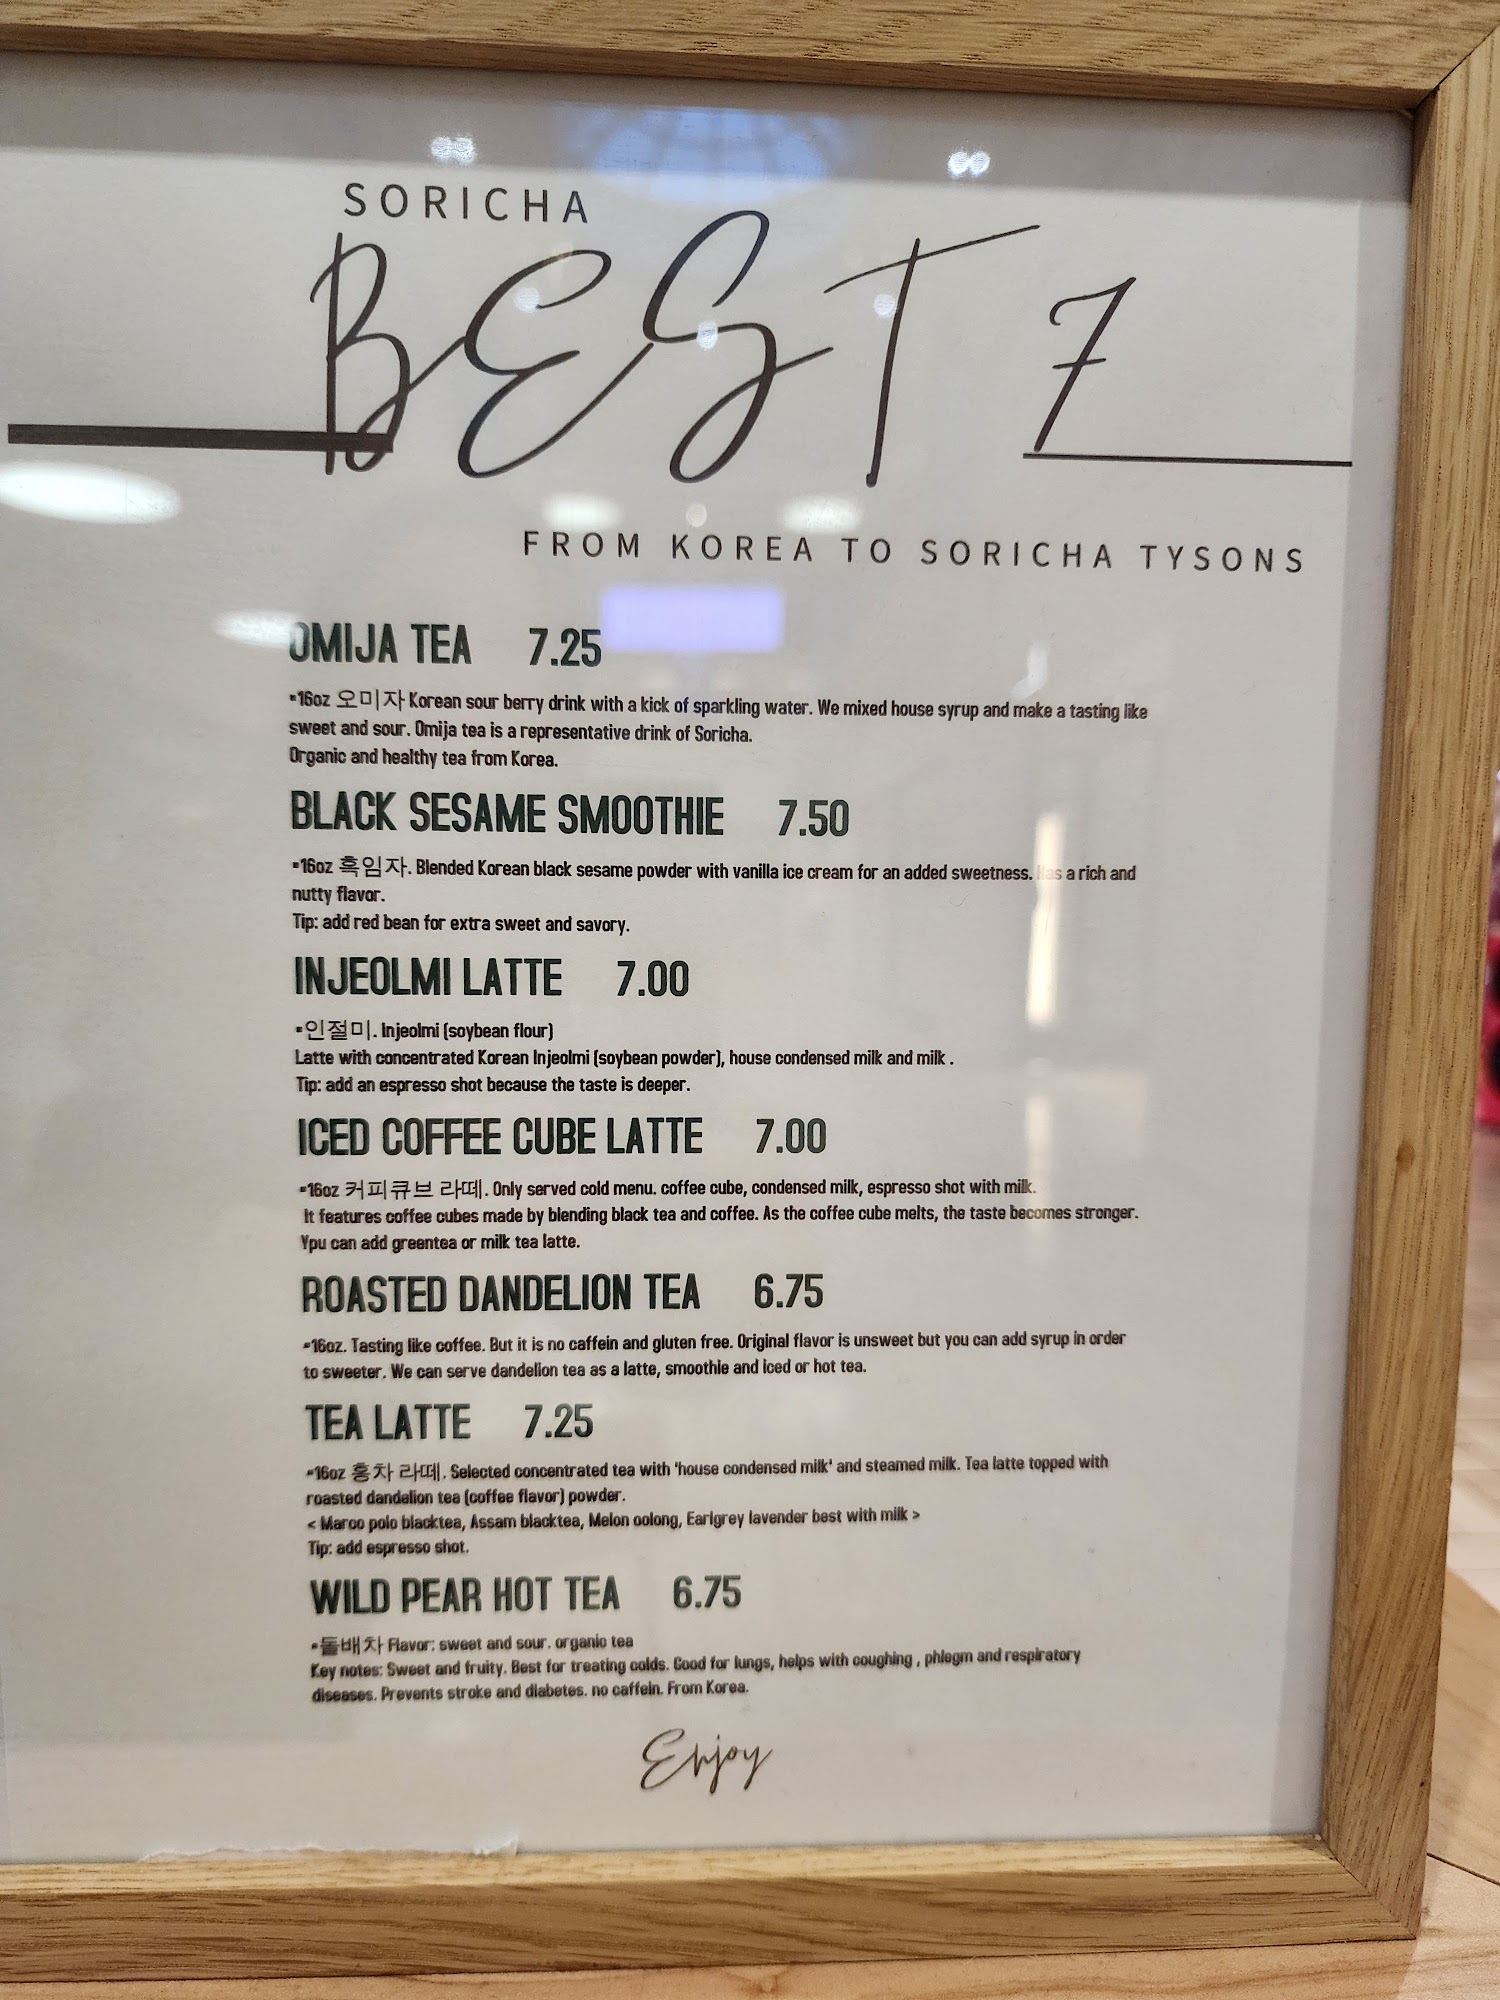 SORICHA
BEST 7
FROM KOREA TO SORICHA TYSONS
OMIJA TEA 7.25
•16oz 오미자 Korean sour berry drink with a kick of sparkling water. We mixed house syrup and make a tasting like
sweet and sour. Omija tea is a representative drink of Soricha.
Organic and healthy tea from Korea.
BLACK SESAME SMOOTHIE 7.50
•16oz 흑임자. Blended Korean black sesame powder with vanilla ice cream for an added sweetness. Has a rich and
nutty flavor.
Tip: add red bean for extra sweet and savory.
INJEOLMI LATTE 7.00
•인절미. Injeolmi (soybean flour)
Latte with concentrated Korean Injeolmi (soybean powder), house condensed milk and milk .
Tip: add an espresso shot because the taste is deeper.
ICED COFFEE CUBE LATTE 7.00
•16oz 커피큐브 라떼. Only served cold menu. coffee cube, condensed milk, espresso shot with milk.
It features coffee cubes made by blending black tea and coffee. As the coffee cube melts, the taste becomes stronger.
Ypu can add greentea or milk tea latte.
ROASTED DANDELION TEA 6.75
•16oz. Tasting like coffee. But it is no caffein and gluten free. Original flavor is unsweet but you can add syrup in order
to sweeter. We can serve dandelion tea as a latte, smoothie and iced or hot tea.
TEA LATTE 7.25
•16oz 홍차 라떼. Selected concentrated tea with 'house condensed milk' and steamed milk. Tea latte topped with
roasted dandelion tea (coffee flavor) powder.
< Marco polo blacktea, Assam blacktea, Melon oolong, Earlgrey lavender best with milk >
Tip: add espresso shot.
WILD PEAR HOT TEA 6.75
•돌배차 Flavor: sweet and sour. organic tea
Key notes: Sweet and fruity. Best for treating colds. Good for lungs, helps with coughing , phlegm and respiratory
diseases. Prevents stroke and diabetes. no caffein. From Korea.
Enjoy